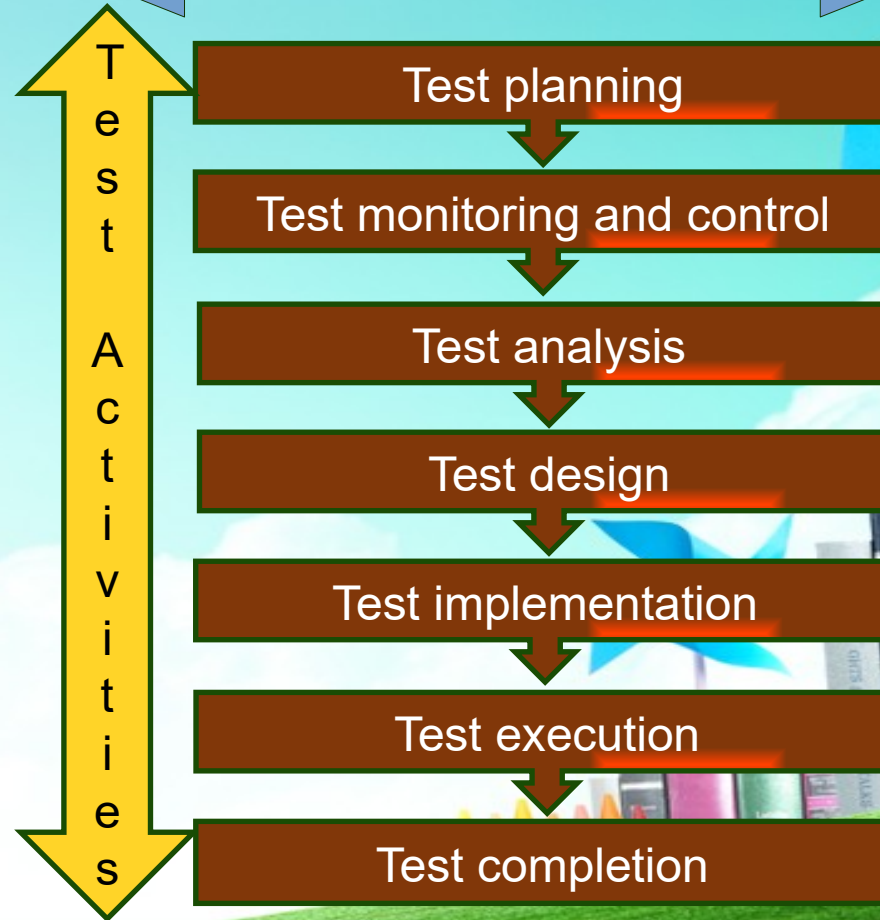 Test Activities
Test planning
Test monitoring and control
Test analysis
Test design
Test implementation
Test execution
Test completion